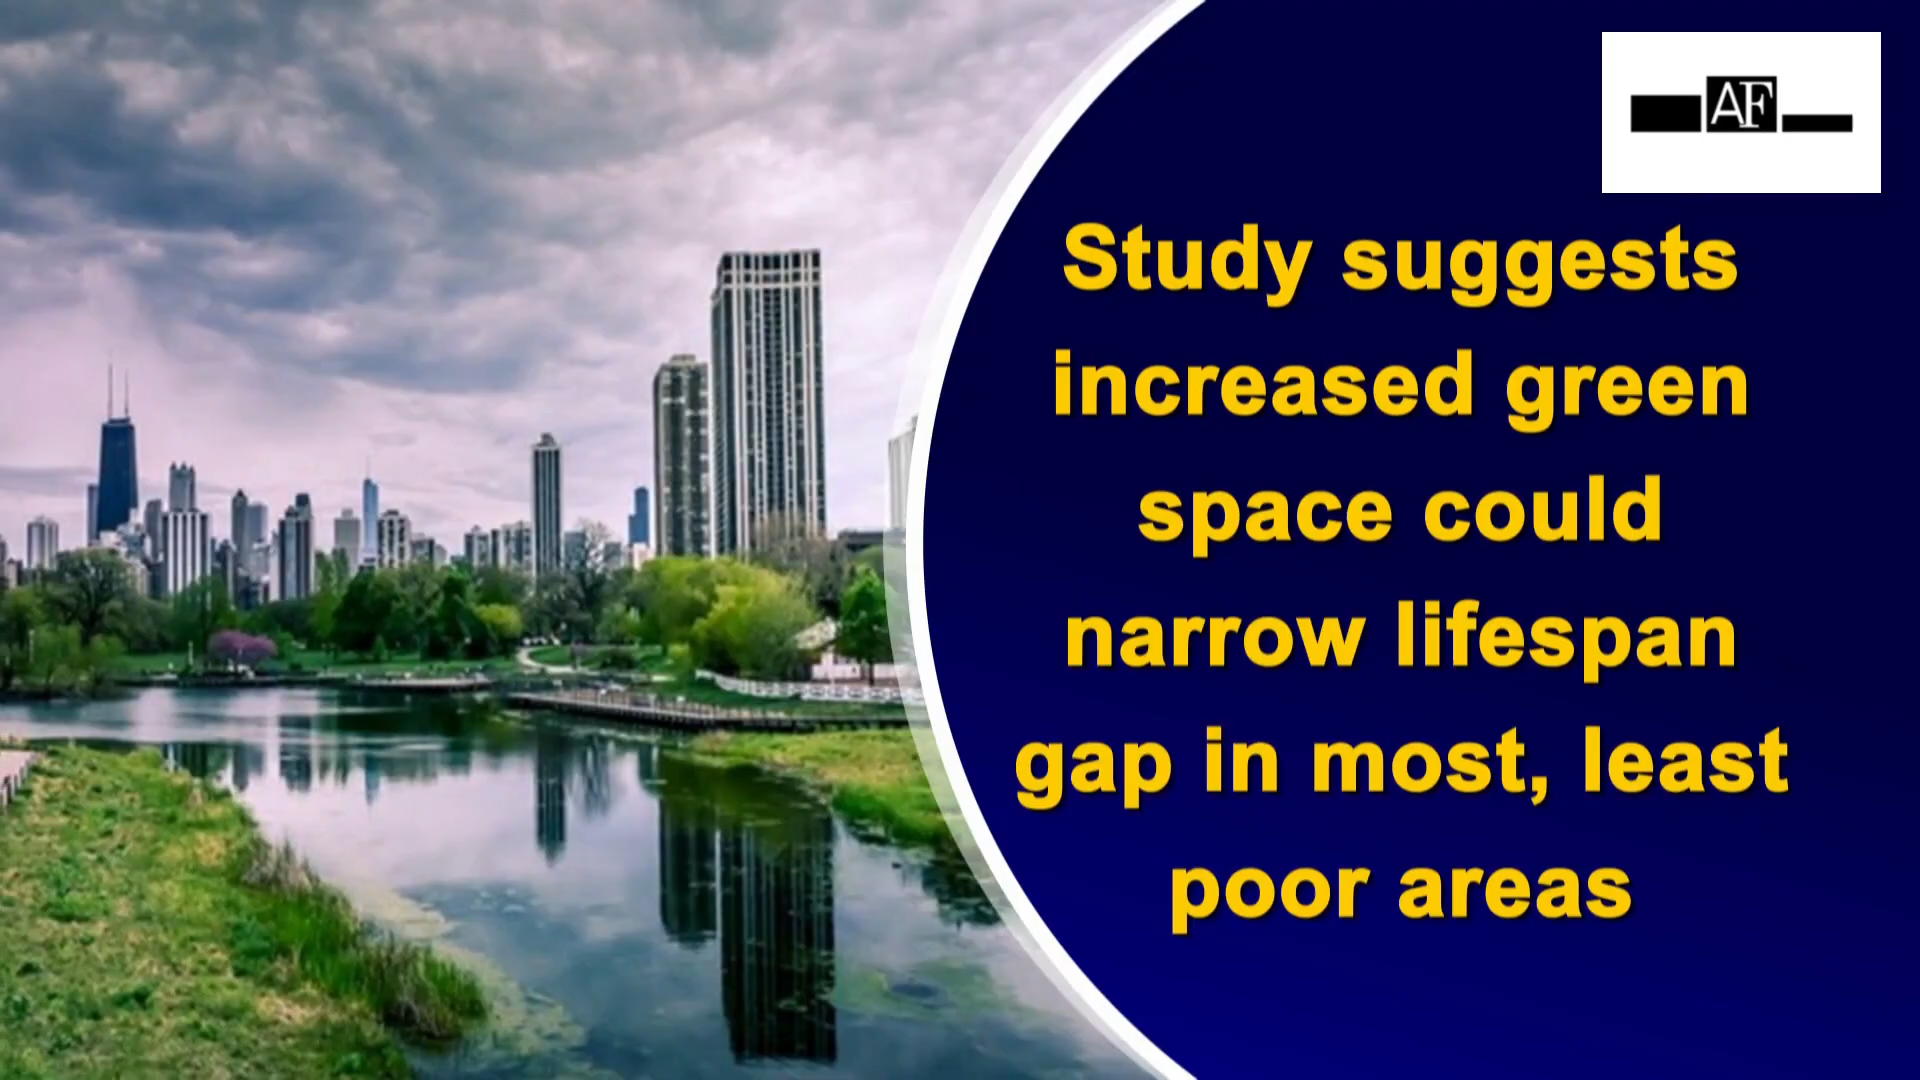 AF
Study suggests
increased green
space could
narrow lifespan
gap in most, least
poor areas